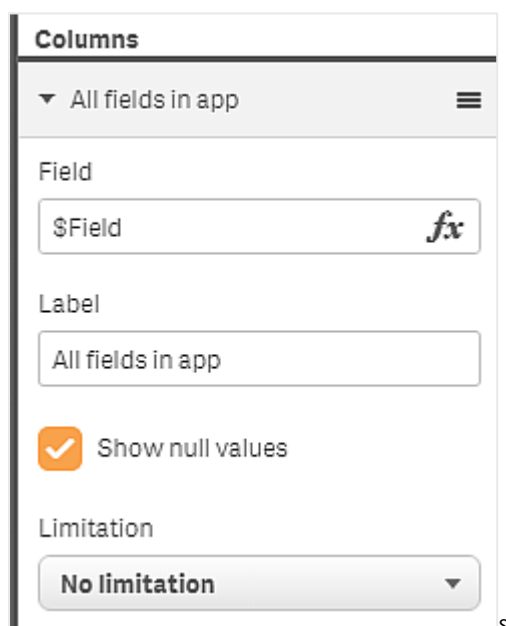 Columns
All fields in app
Field
$Field fx
Label
All fields in app
Show null values
Limitation
No limitation
s